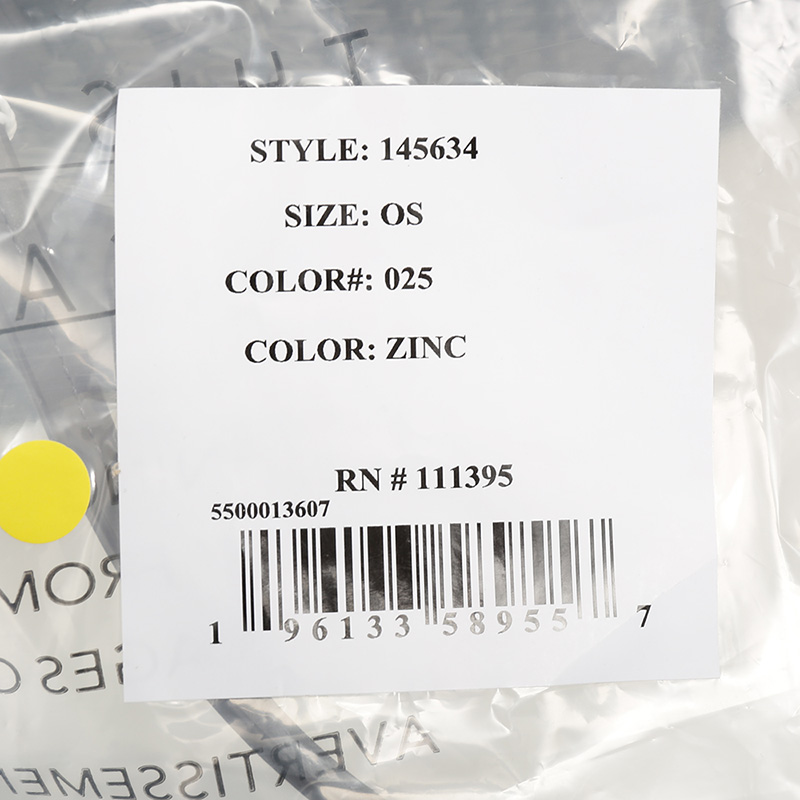 STYLE: 145634
SIZE: OS
COLOR#: 025
COLOR: ZINC
RN # 111395
5500013607
1 96133 58955 7
AVERTISSEMEN